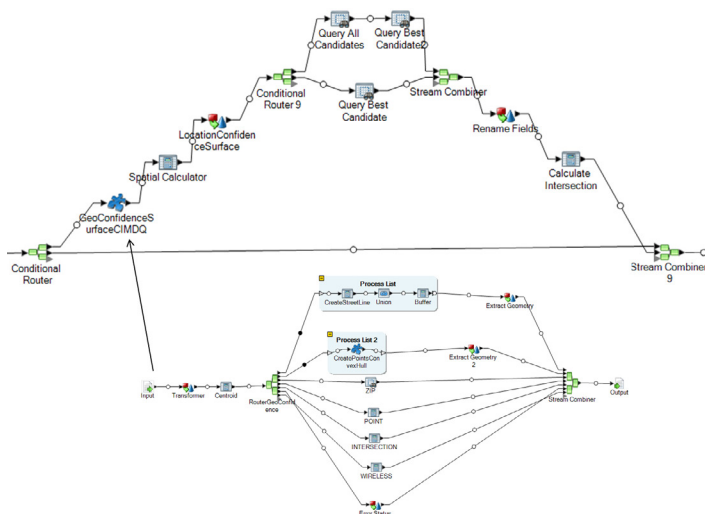 Query All
Candidates
Query Best
Candidate2
Conditional
Router 9
Query Best
Candidate
Stream Combiner
LocationConfiden
ceSurface
Rename Fields
Spatial Calculator
Calculate
Intersection
GeoConfidenceS
urfaceCIMDQ
Conditional
Router
Stream Combiner
9
Process List
CreateStreetLine
Union
Buffer
Extract Geometry
Process List 2
CreatePointsCon
vexHull
Extract Geometry
2
Input
Transformer
Centroid
RouterGeoConfid
ence
ZIP
Stream Combiner
Output
POINT
INTERSECTION
WIRELESS
Error Status